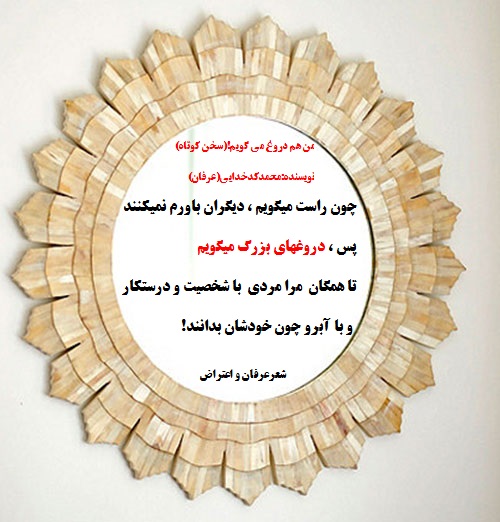 من هم دروغ می گویم!(سخن کوتاه)
نویسنده:محمدکدخدایی(عرفان)
چون راست میگویم ، دیگران باورم نمیکنند
پس ، دروغهای بزرگ میگویم
تا همگان مرا مردی با شخصیت و درستکار
و با آبرو چون خودشان بدانند!
شعرعرفان و اعتراض